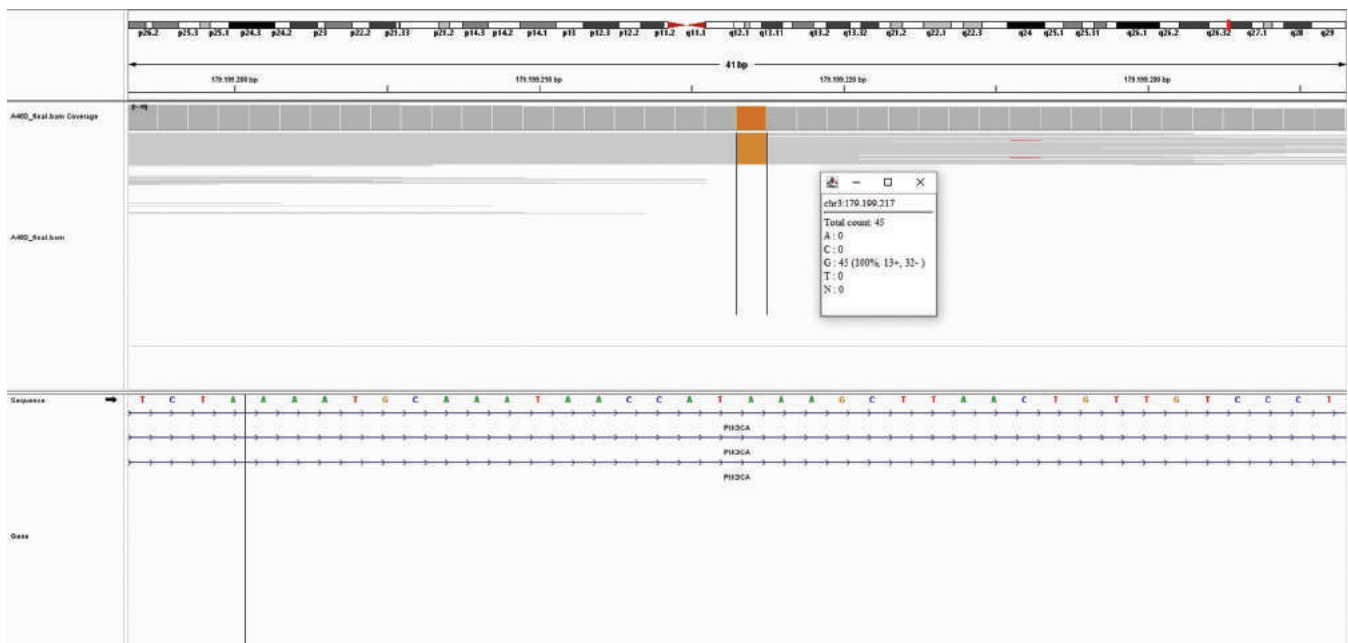 p26.2 p25.3 p25.1 p24.3 p24.2 p23 p22.2 p21.33 p21.2 p14.3 p14.2 p14.1 p13 p12.3 p12.2 p11.2 q11.1 q12.1 q13.11 q13.2 q13.32 q21.2 q22.1 q22.3 q24 q25.1 q25.31 q26.1 q26.2 q26.32 q27.1 q28 q29
41 bp
179.199.200 bp 179.199.210 bp 179.199.220 bp 179.199.230 bp
A460_final.bam Coverage
chr3:179.199.217
Total count: 45
A : 0
C : 0
G : 45 (100%, 13+, 32- )
T : 0
N : 0
A460_final.bam
Sequence
T C T A A A A T G C A A A T A A C C A T A A A G C T T A A C T G T T G T C C C T
PIK3CA
PIK3CA
PIK3CA
Gene